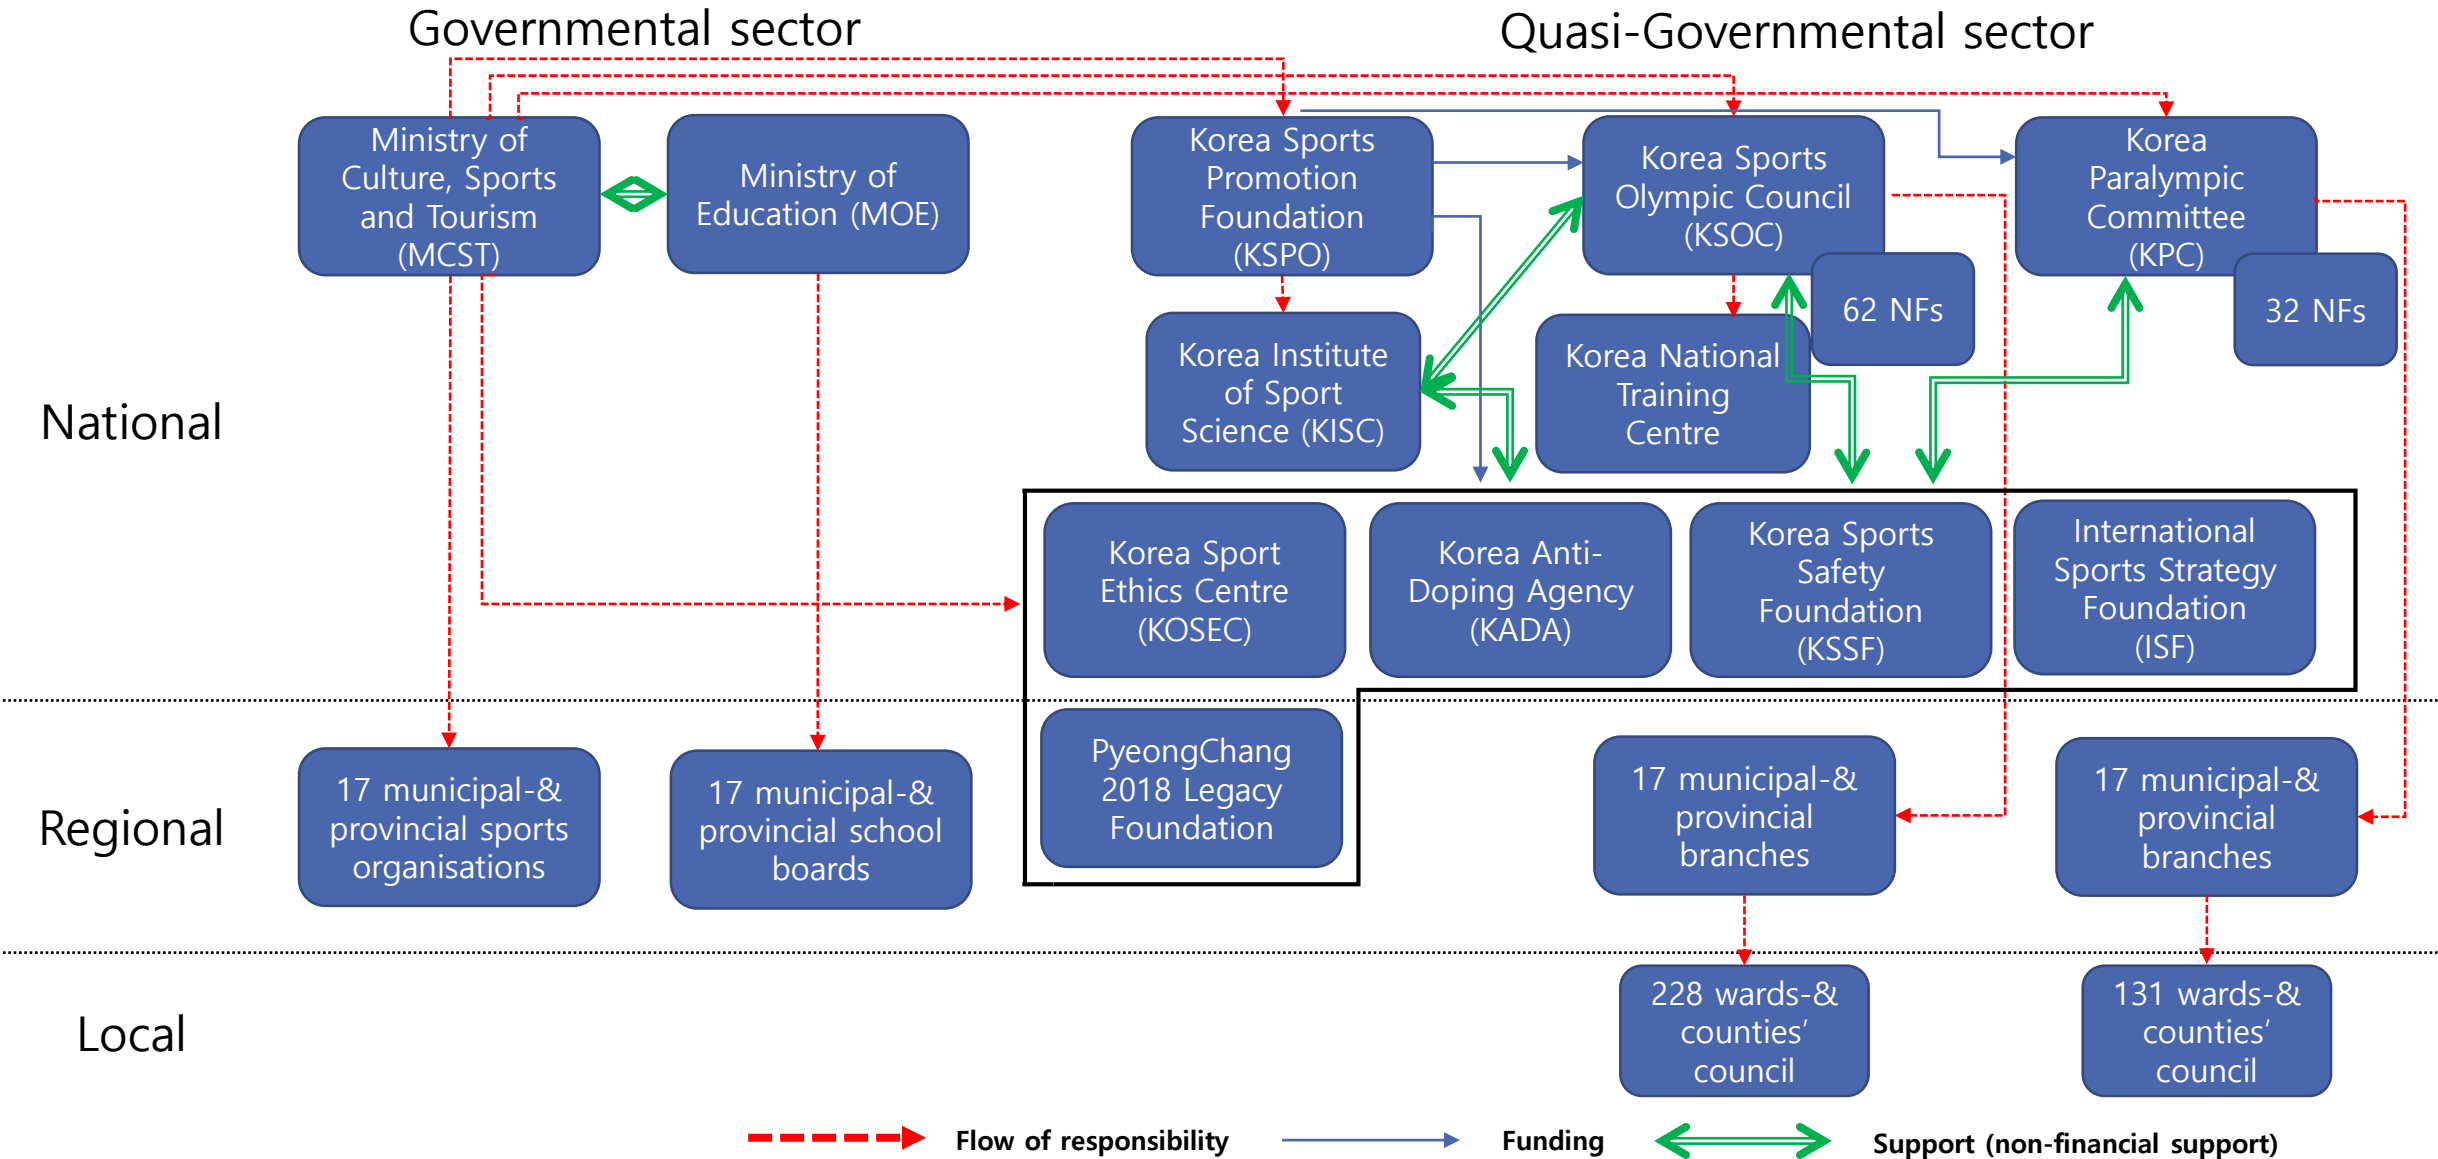 Governmental sector
Quasi-Governmental sector
Ministry of
Culture, Sports
and Tourism
(MCST)
Ministry of
Education (MOE)
Korea Sports
Promotion
Foundation
(KSPO)
Korea Sports
Olympic Council
(KSOC)
62 NFs
Korea
Paralympic
Committee
(KPC)
32 NFs
National
Korea Institute
of Sport
Science (KISC)
Korea National
Training
Centre
Korea Sport
Ethics Centre
(KOSEC)
Korea Anti-
Doping Agency
(KADA)
Korea Sports
Safety
Foundation
(KSSF)
International
Sports Strategy
Foundation
(ISF)
Regional
17 municipal-&
provincial sports
organisations
17 municipal-&
provincial school
boards
PyeongChang
2018 Legacy
Foundation
17 municipal-&
provincial
branches
17 municipal-&
provincial
branches
Local
228 wards-&
counties’
council
131 wards-&
counties’
council
Flow of responsibility
Funding
Support (non-financial support)